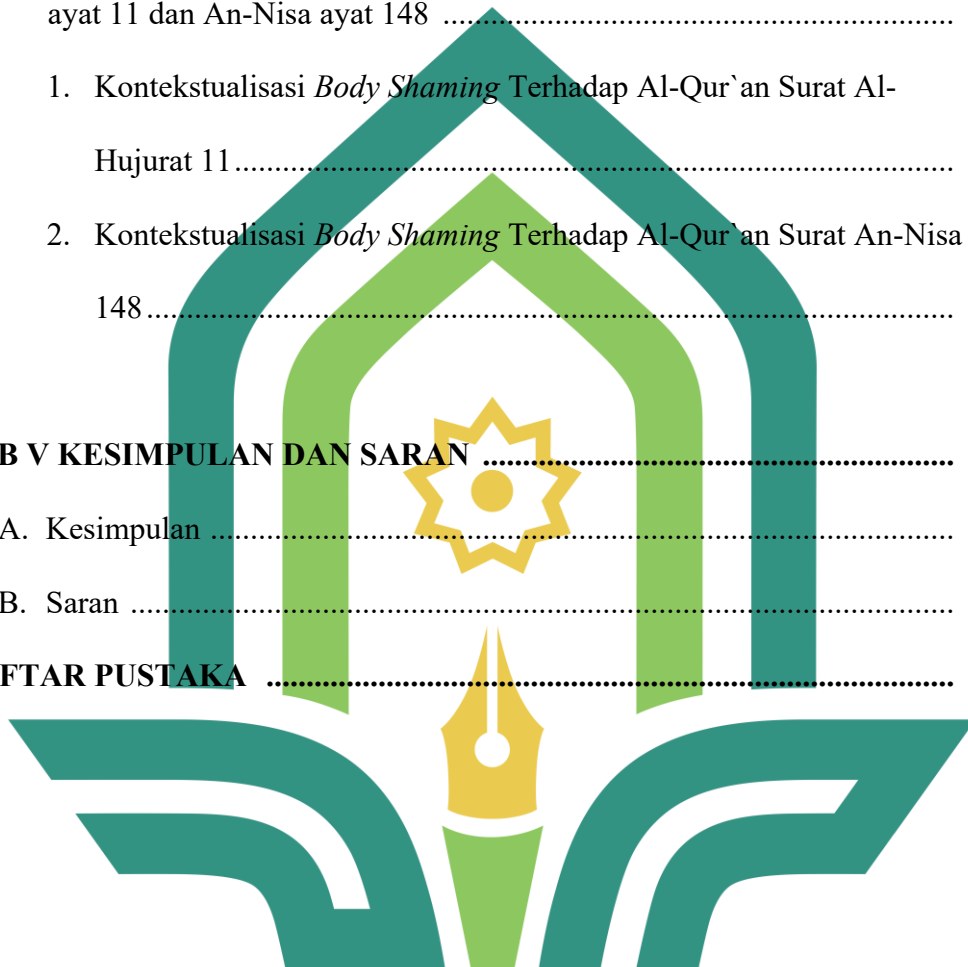 ayat 11 dan An-Nisa ayat 148 ................................................................
1. Kontekstualisasi Body Shaming Terhadap Al-Qur`an Surat Al-
Hujurat 11..........................................................................................
2. Kontekstualisasi Body Shaming Terhadap Al-Qur`an Surat An-Nisa
148.....................................................................................................
B V KESIMPULAN DAN SARAN ...........................................................
A. Kesimpulan .............................................................................................
B. Saran .......................................................................................................
FTAR PUSTAKA ......................................................................................